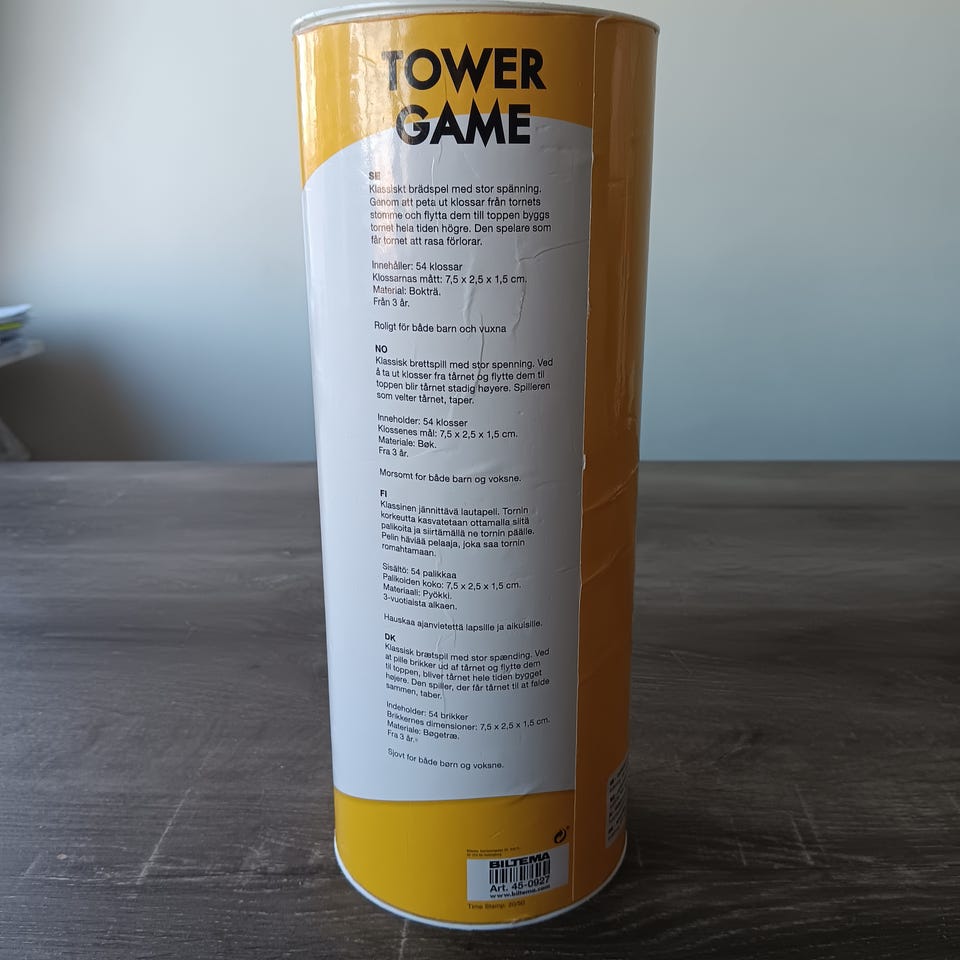 TOWER
GAME
SE
Klassiskt brädspel med stor spänning.
Genom att peta ut klossar från tornets
stomme och flytta dem till toppen byggs
tornet hela tiden högre. Den spelare som
får tornet att rasa förlorar.
Innehåller: 54 klossar
Klossarnas mått: 7,5 x 2,5 x 1,5 cm.
Material: Bokträ.
Från 3 år.
Roligt för både barn och vuxna
NO
Klassisk brettspill med stor spenning. Ved
å ta ut klosser fra tårnet og flytte dem til
toppen blir tårnet stadig høyere. Spilleren
som velter tårnet, taper.
Inneholder: 54 klosser
Klossenes mål: 7,5 x 2,5 x 1,5 cm.
Materiale: Bøk.
Fra 3 år.
Morsomt for både barn og voksne.
FI
Klassinen jännittävä lautapeli. Tornin
korkeutta kasvatetaan ottamalla siitä
palikoita ja siirtämällä ne tornin päälle.
Pelin häviää pelaaja, joka saa tornin
romahtamaan.
Sisältö: 54 palikkaa
Palikoiden koko: 7,5 x 2,5 x 1,5 cm.
Materiaali: Pyökki.
3-vuotiaista alkaen.
Hauskaa ajanvietettä lapsille ja aikuisille.
DK
Klassisk brætspil med stor spænding. Ved
at pille brikker ud af tårnet og flytte dem
til toppen, bliver tårnet hele tiden bygget
højere. Den spiller, der får tårnet til at falde
sammen, taber.
Indeholder: 54 brikker
Brikkernes dimensioner: 7,5 x 2,5 x 1,5 cm.
Materiale: Bøgetræ.
Fra 3 år.
Sjovt for både børn og voksne.
BILTEMA
Art. 45-0927
www.biltema.com
Time Stamp: 20/50